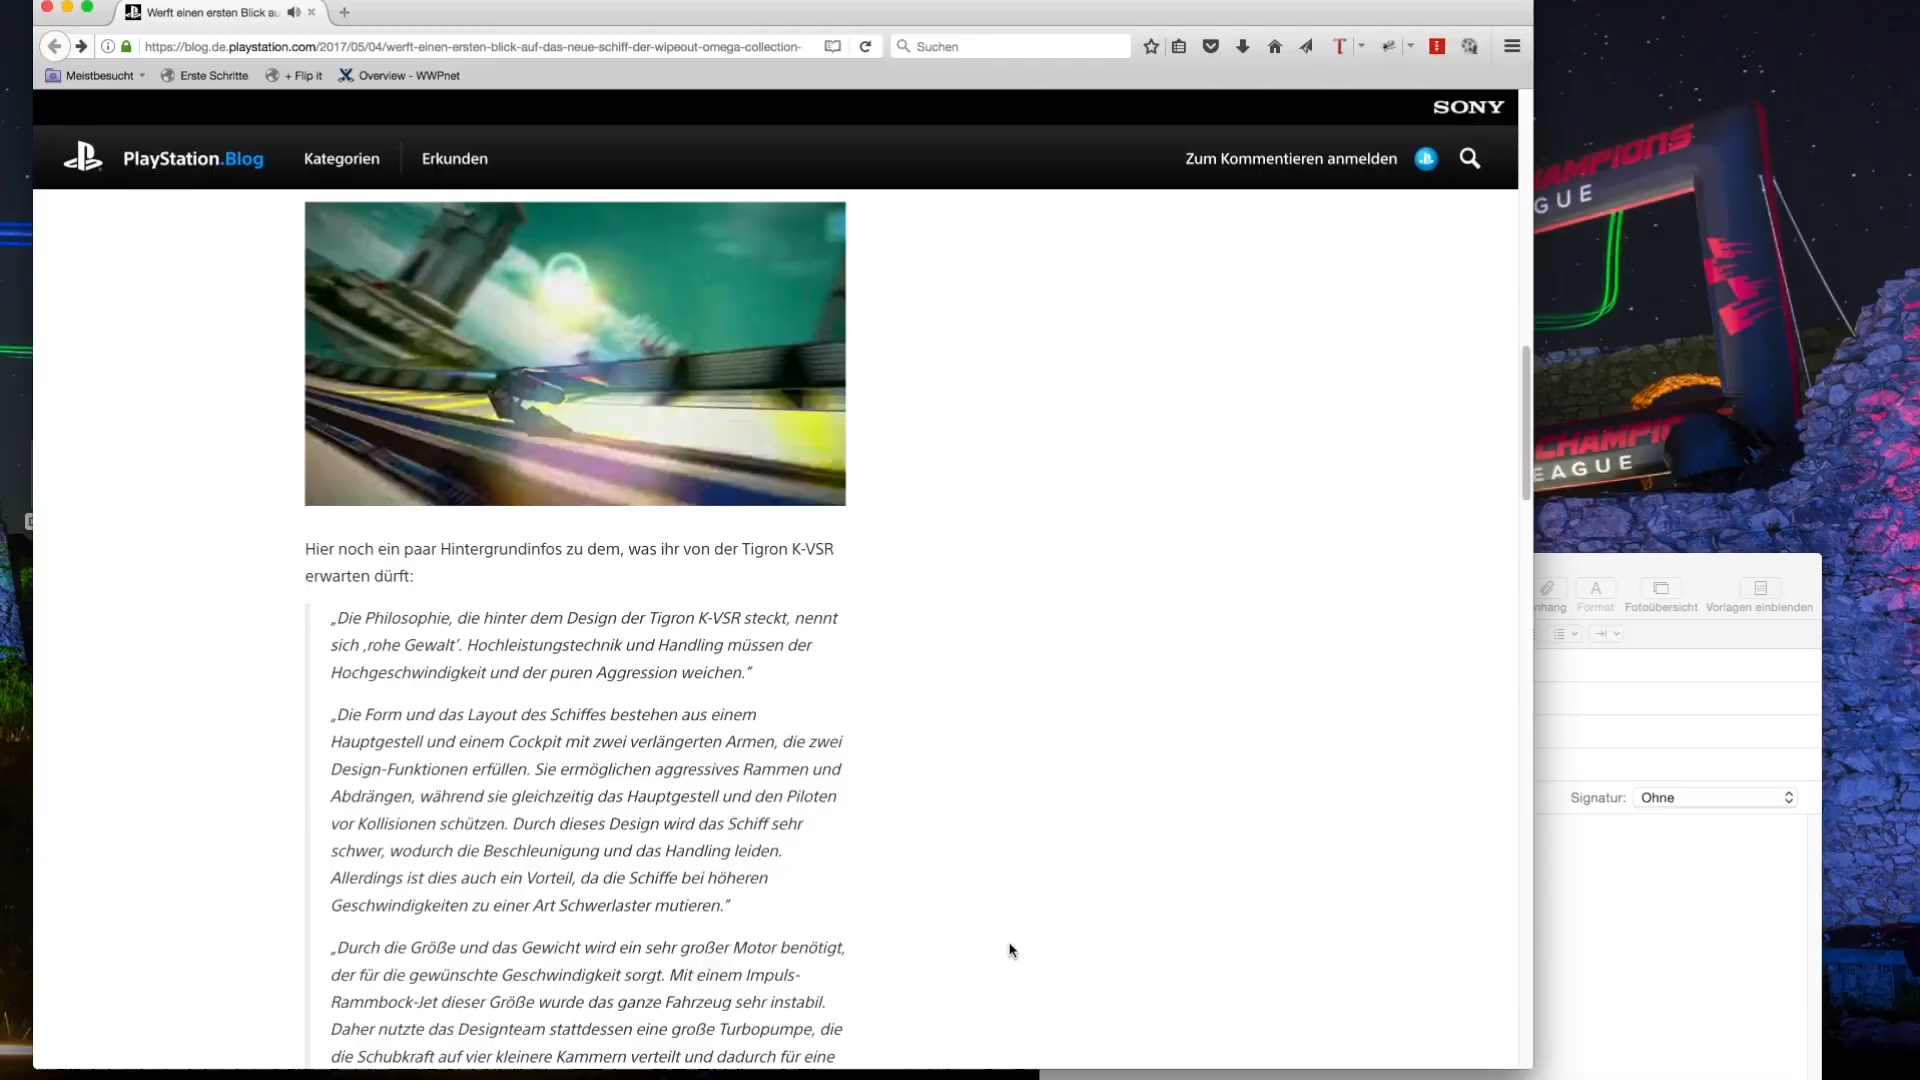 Werft einen ersten Blick au
https://blog.de.playstation.com/2017/05/04/werft-einen-ersten-blick-auf-das-neue-schiff-der-wipeout-omega-collection-
Suchen
Meistbesucht
Erste Schritte
+ Flip it
Overview - WWPnet
SONY
PlayStation.Blog
Kategorien
Erkunden
Zum Kommentieren anmelden
Hier noch ein paar Hintergrundinfos zu dem, was ihr von der Tigron K-VSR
erwarten dürft:
„Die Philosophie, die hinter dem Design der Tigron K-VSR steckt, nennt
sich ‚rohe Gewalt‘. Hochleistungstechnik und Handling müssen der
Hochgeschwindigkeit und der puren Aggression weichen.”
„Die Form und das Layout des Schiffes bestehen aus einem
Hauptgestell und einem Cockpit mit zwei verlängerten Armen, die zwei
Design-Funktionen erfüllen. Sie ermöglichen aggressives Rammen und
Abdrängen, während sie gleichzeitig das Hauptgestell und den Piloten
vor Kollisionen schützen. Durch dieses Design wird das Schiff sehr
schwer, wodurch die Beschleunigung und das Handling leiden.
Allerdings ist dies auch ein Vorteil, da die Schiffe bei höheren
Geschwindigkeiten zu einer Art Schwerlaster mutieren.”
„Durch die Größe und das Gewicht wird ein sehr großer Motor benötigt,
der für die gewünschte Geschwindigkeit sorgt. Mit einem Impuls-
Rammbock-Jet dieser Größe wurde das ganze Fahrzeug sehr instabil.
Daher nutzte das Designteam stattdessen eine große Turbopumpe, die
die Schubkraft auf vier kleinere Kammern verteilt und dadurch für eine
HAMPIONS
GUE
CHAMPIO
EAGUE
nhang
Format
Fotoübersicht
Vorlagen einblenden
Signatur:
Ohne